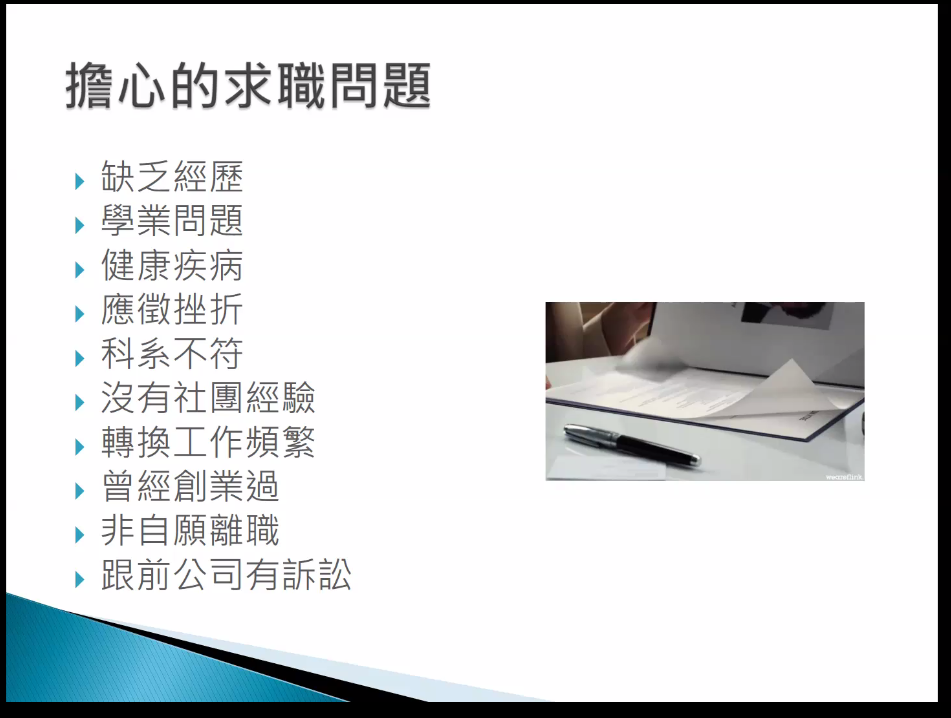 擔心的求職問題
缺乏經歷
學業問題
健康疾病
應徵挫折
科系不符
沒有社團經驗
轉換工作頻繁
曾經創業過
非自願離職
跟前公司有訴訟